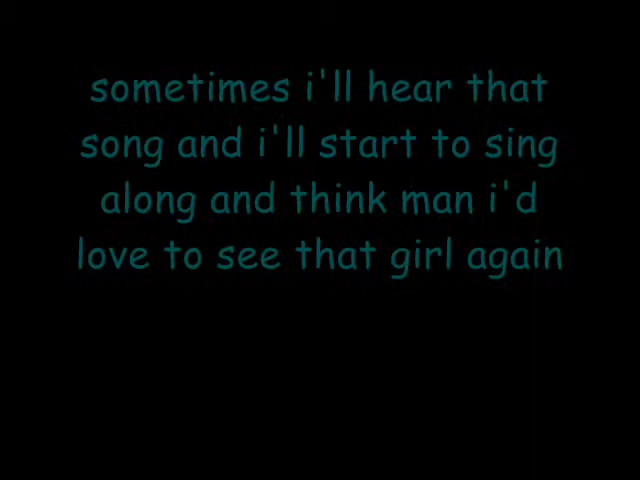 sometimes i'll hear that
song and i'll start to sing
along and think man i'd
love to see that girl again